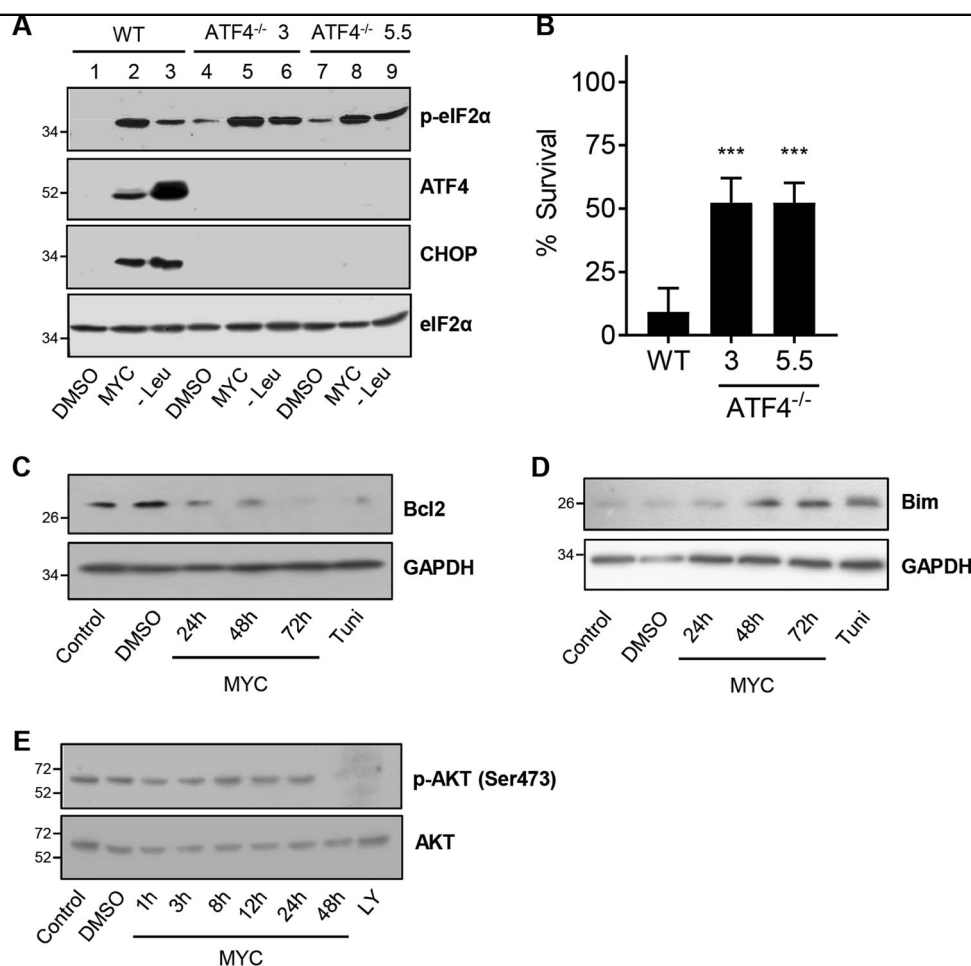 A
WT ATF4-/- 3 ATF4-/- 5.5
1 2 3 4 5 6 7 8 9
34 p-eIF2α
52 ATF4
34 CHOP
34 eIF2α
DMSO MYC - Leu DMSO MYC - Leu DMSO MYC - Leu
B
% Survival
100
75
50
25
0
*** ***
WT 3 5.5
ATF4-/-
C
26 Bcl2
34 GAPDH
Control DMSO 24h 48h 72h Tuni
MYC
D
26 Bim
34 GAPDH
Control DMSO 24h 48h 72h Tuni
MYC
E
72
52
p-AKT (Ser473)
72
52
AKT
Control DMSO 1h 3h 8h 12h 24h 48h LY
MYC